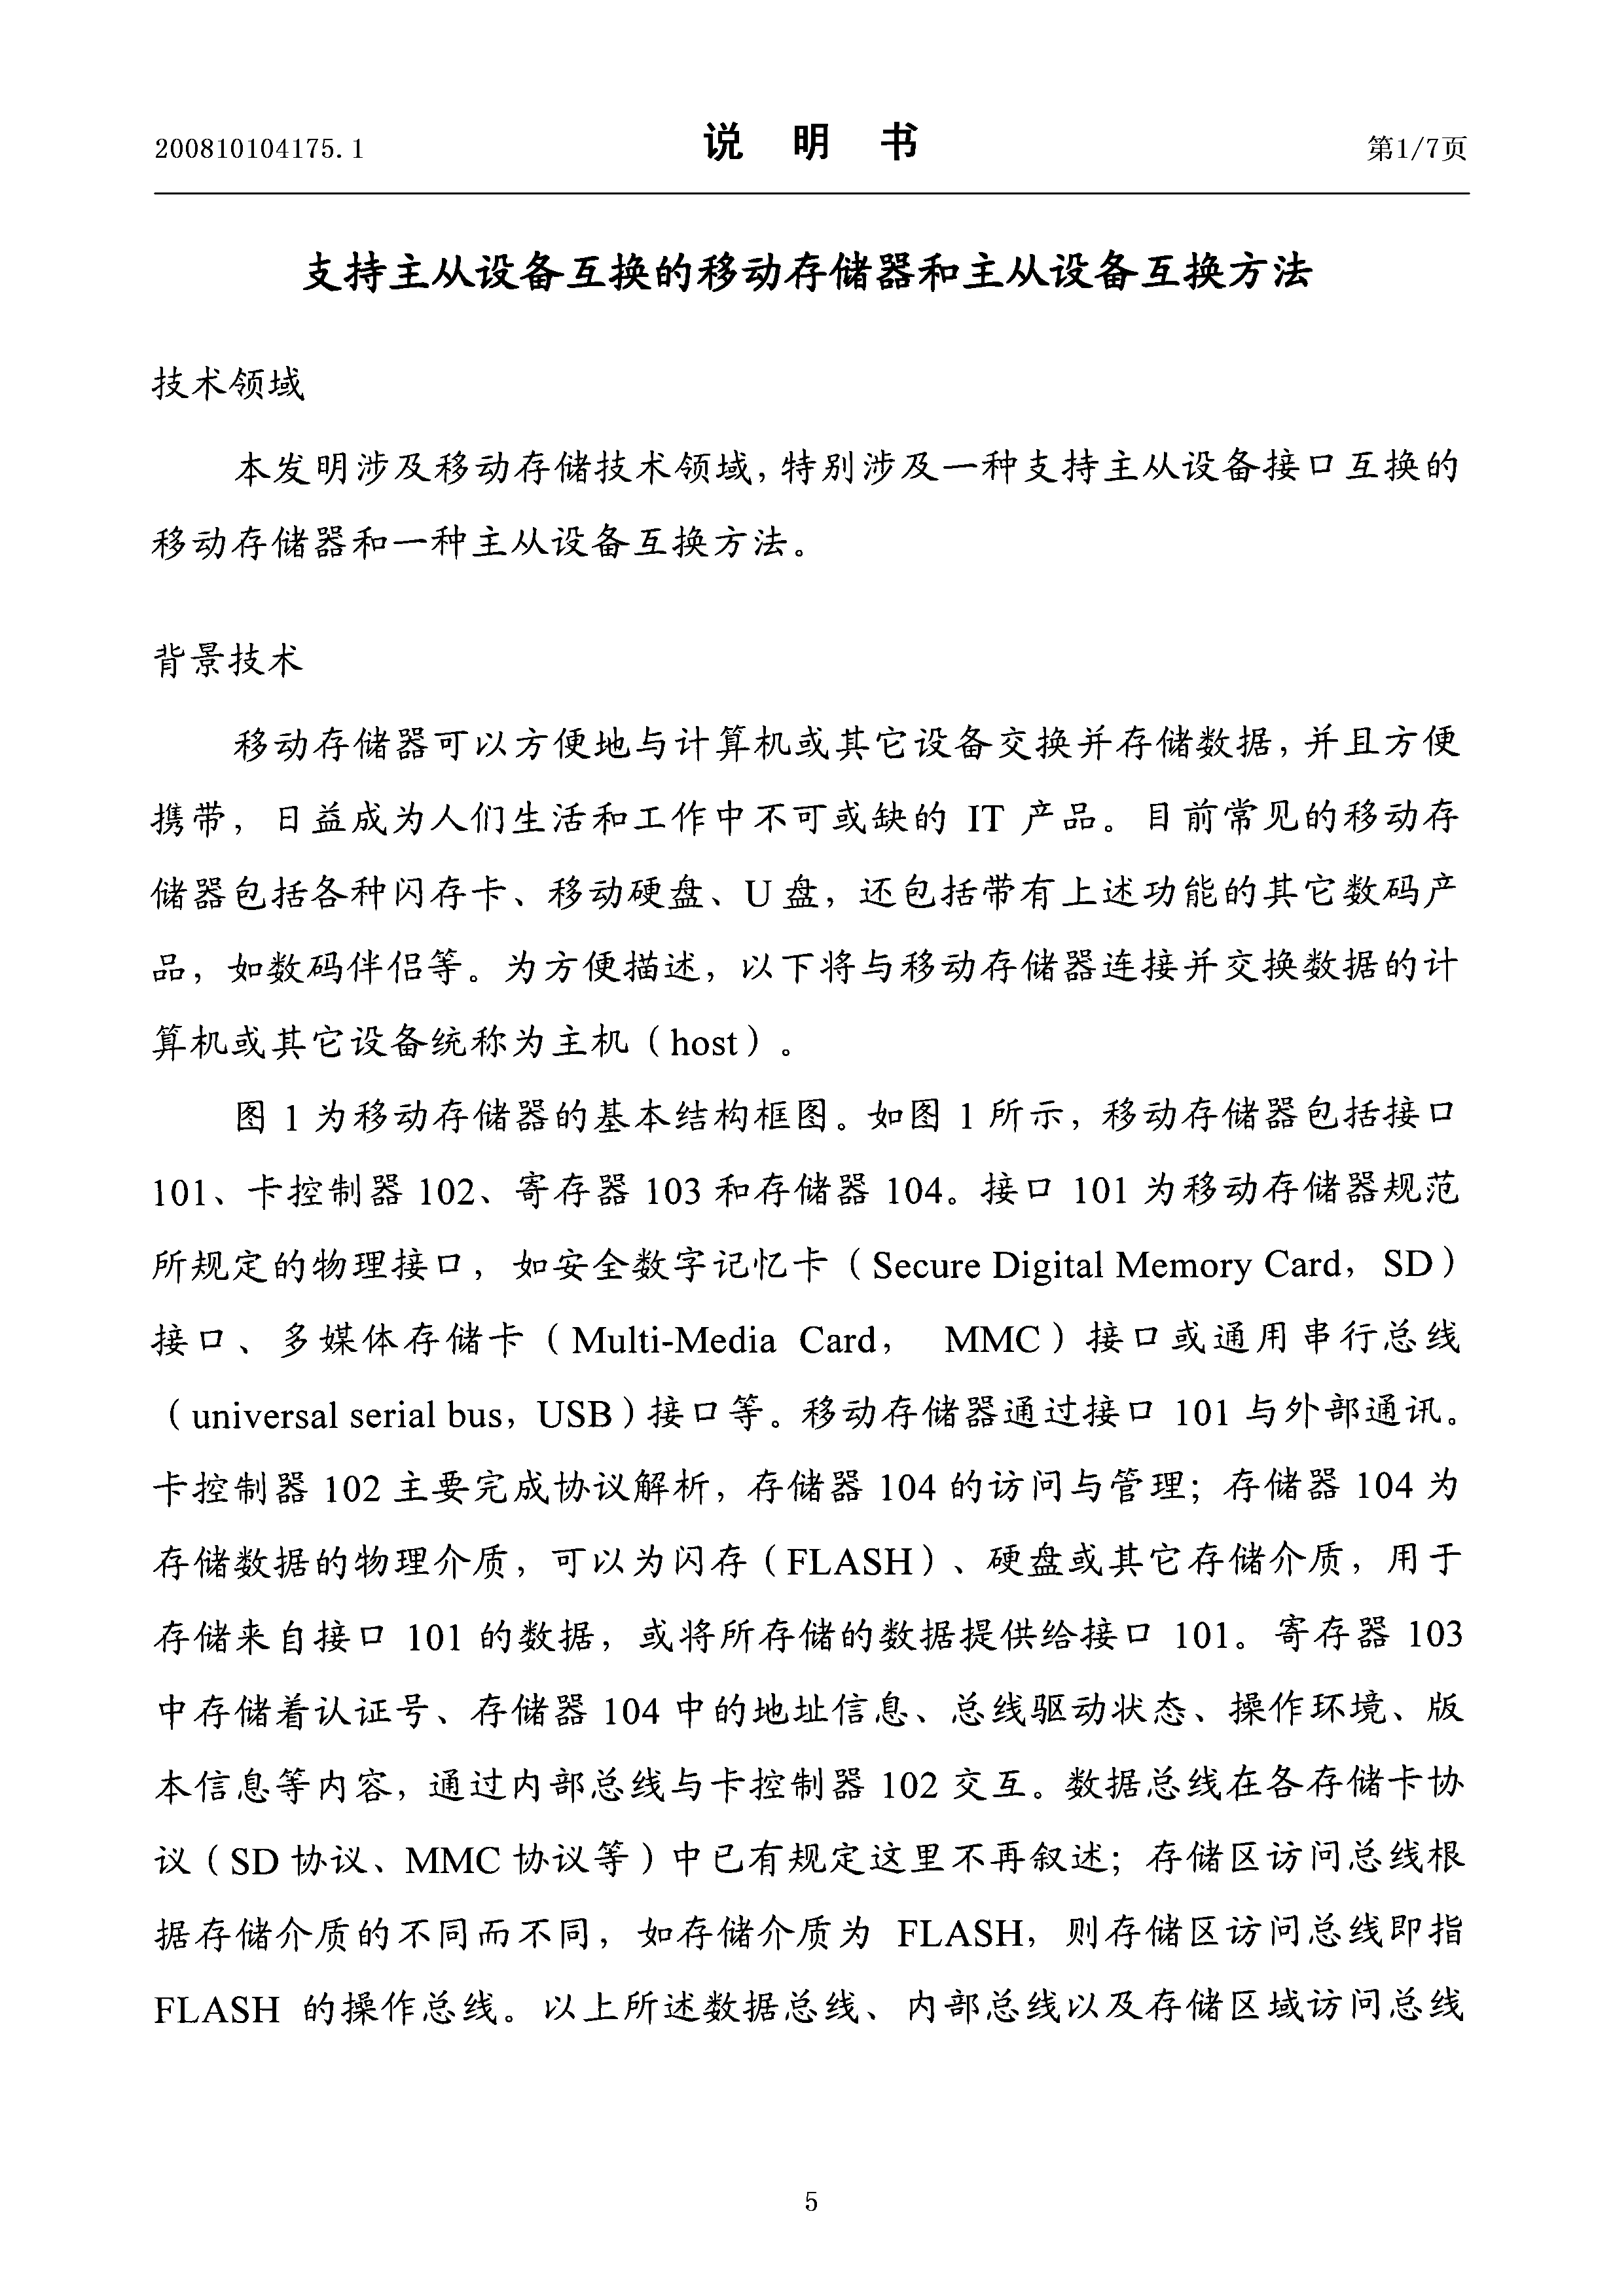 200810104175.1
说 明 书
第1/7页
支持主从设备互换的移动存储器和主从设备互换方法
技术领域
本发明涉及移动存储技术领域，特别涉及一种支持主从设备接口互换的
移动存储器和一种主从设备互换方法。
背景技术
移动存储器可以方便地与计算机或其它设备交换并存储数据，并且方便
携带，日益成为人们生活和工作中不可或缺的 IT 产品。目前常见的移动存
储器包括各种闪存卡、移动硬盘、U 盘，还包括带有上述功能的其它数码产
品，如数码伴侣等。为方便描述，以下将与移动存储器连接并交换数据的计
算机或其它设备统称为主机（host）。
图 1 为移动存储器的基本结构框图。如图 1 所示，移动存储器包括接口
101、卡控制器 102、寄存器 103 和存储器 104。接口 101 为移动存储器规范
所规定的物理接口，如安全数字记忆卡（Secure Digital Memory Card，SD）
接口、多媒体存储卡（Multi-Media Card， MMC）接口或通用串行总线
（universal serial bus，USB）接口等。移动存储器通过接口 101 与外部通讯。
卡控制器 102 主要完成协议解析，存储器 104 的访问与管理；存储器 104 为
存储数据的物理介质，可以为闪存（FLASH）、硬盘或其它存储介质，用于
存储来自接口 101 的数据，或将所存储的数据提供给接口 101。寄存器 103
中存储着认证号、存储器 104 中的地址信息、总线驱动状态、操作环境、版
本信息等内容，通过内部总线与卡控制器 102 交互。数据总线在各存储卡协
议（SD 协议、MMC 协议等）中已有规定这里不再叙述；存储区访问总线根
据存储介质的不同而不同，如存储介质为 FLASH，则存储区访问总线即指
FLASH 的操作总线。以上所述数据总线、内部总线以及存储区域访问总线
5